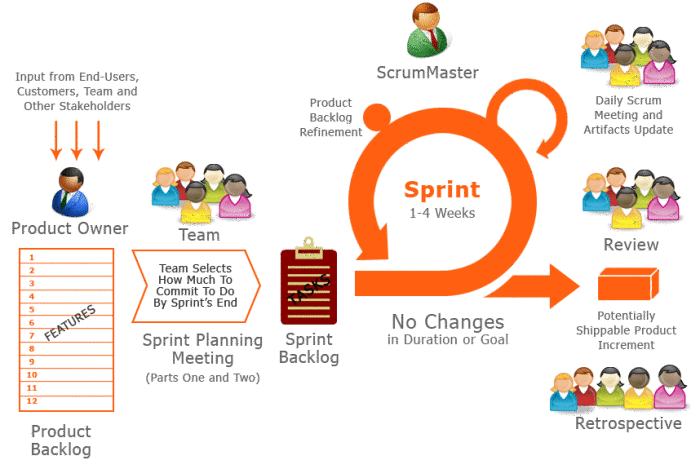 Input from End-Users,
Customers, Team and
Other Stakeholders
Product Owner
1
2
3
4
5
6
7
8
9
10
11
12
FEATURES
Product
Backlog
Team
Team Selects
How Much To
Commit To Do
By Sprint's End
Sprint Planning
Meeting
(Parts One and Two)
TASKS
Sprint
Backlog
ScrumMaster
Product
Backlog
Refinement
Sprint
1-4 Weeks
No Changes
in Duration or Goal
Daily Scrum
Meeting and
Artifacts Update
Review
Potentially
Shippable Product
Increment
Retrospective